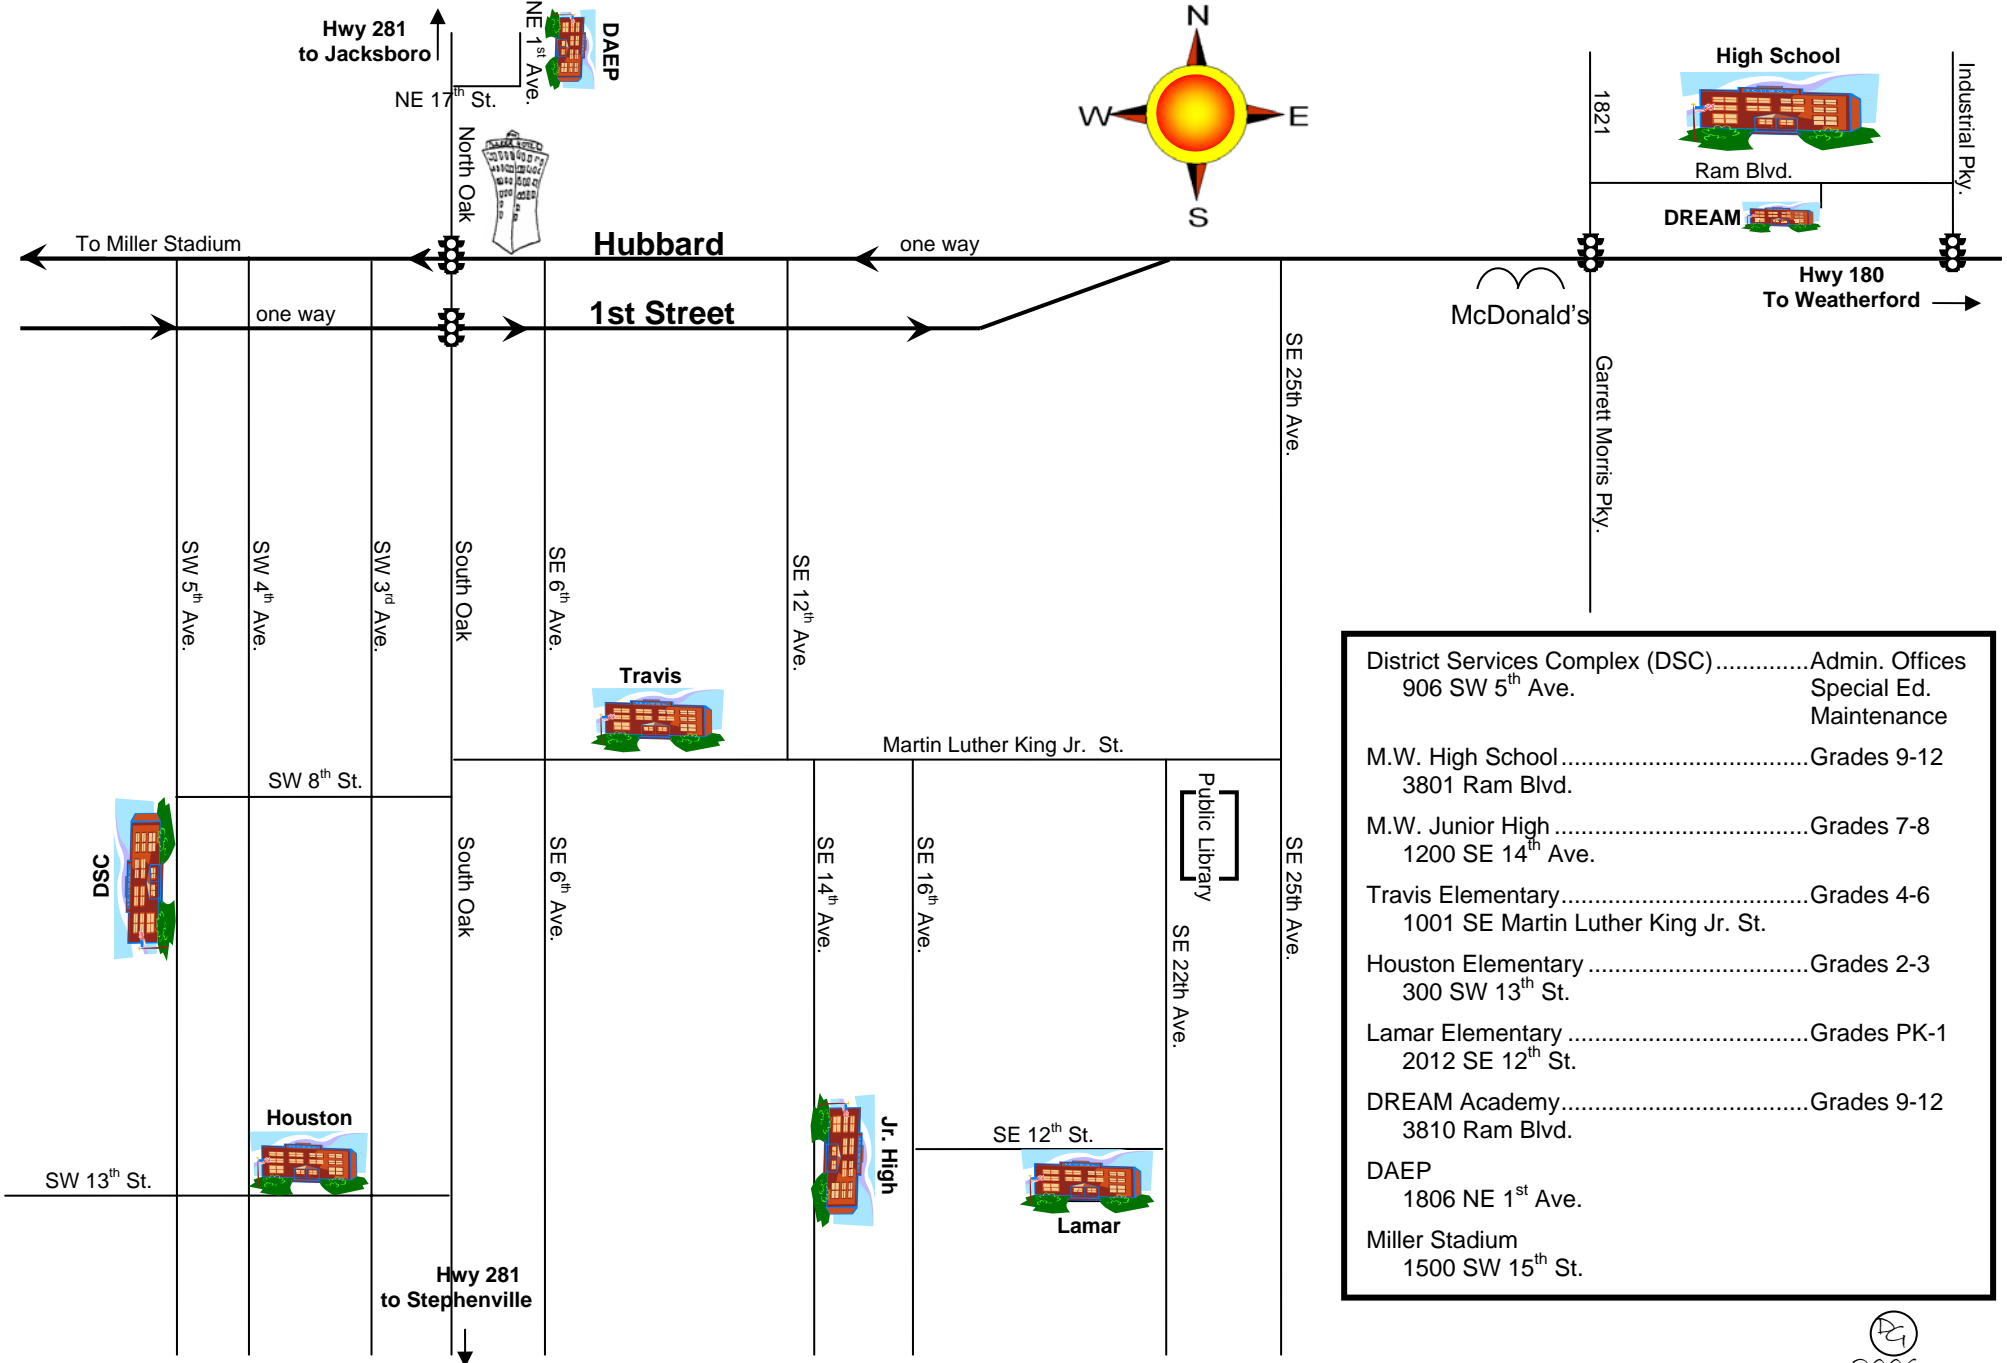 Hwy 281
to Jacksboro
NE 1st Ave.
DAEP
NE 17th St.
North Oak
N
W
E
S
High School
1821
Industrial Pky.
Ram Blvd.
DREAM
To Miller Stadium
Hubbard
one way
Hwy 180
To Weatherford
one way
1st Street
McDonald's
SE 25th Ave.
Garrett Morris Pky.
SW 5th Ave.
SW 4th Ave.
SW 3rd Ave.
South Oak
SE 6th Ave.
SE 12th Ave.
Travis
Martin Luther King Jr. St.
SW 8th St.
DSC
South Oak
SE 6th Ave.
SE 14th Ave.
SE 16th Ave.
Public Library
SE 22th Ave.
SE 25th Ave.
Houston
SW 13th St.
Jr. High
SE 12th St.
Lamar
Hwy 281
to Stephenville
District Services Complex (DSC)..............Admin. Offices
906 SW 5th Ave. Special Ed.
Maintenance
M.W. High School.....................................Grades 9-12
3801 Ram Blvd.
M.W. Junior High ......................................Grades 7-8
1200 SE 14th Ave.
Travis Elementary.....................................Grades 4-6
1001 SE Martin Luther King Jr. St.
Houston Elementary .................................Grades 2-3
300 SW 13th St.
Lamar Elementary ....................................Grades PK-1
2012 SE 12th St.
DREAM Academy.....................................Grades 9-12
3810 Ram Blvd.
DAEP
1806 NE 1st Ave.
Miller Stadium
1500 SW 15th St.
DG